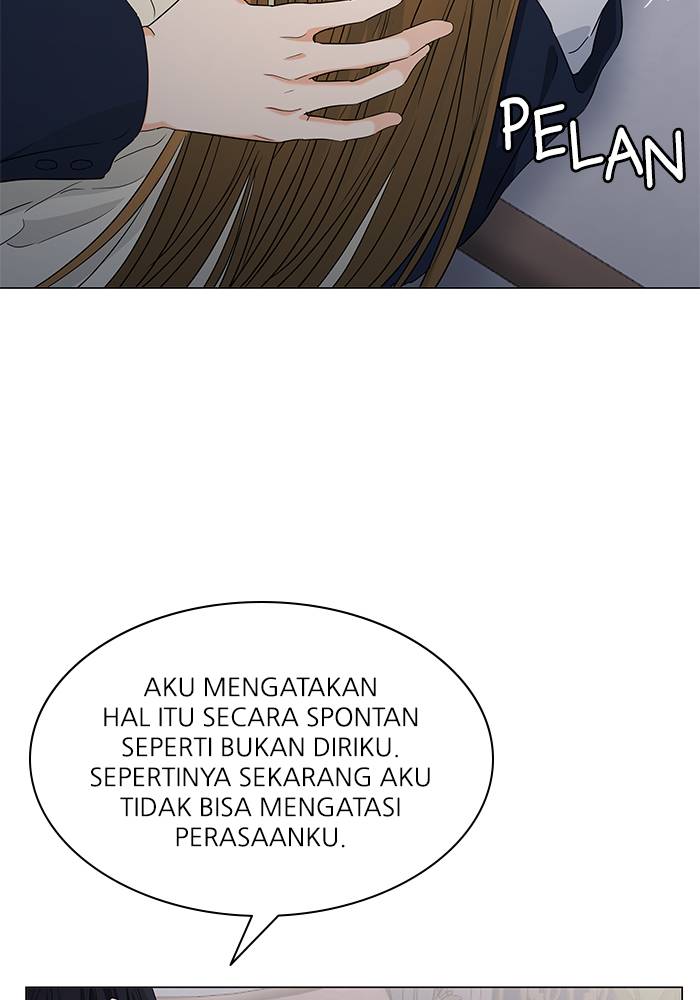 PELAN
AKU MENGATAKAN
HAL ITU SECARA SPONTAN
SEPERTI BUKAN DIRIKU.
SEPERTINYA SEKARANG AKU
TIDAK BISA MENGATASI
PERASAANKU.